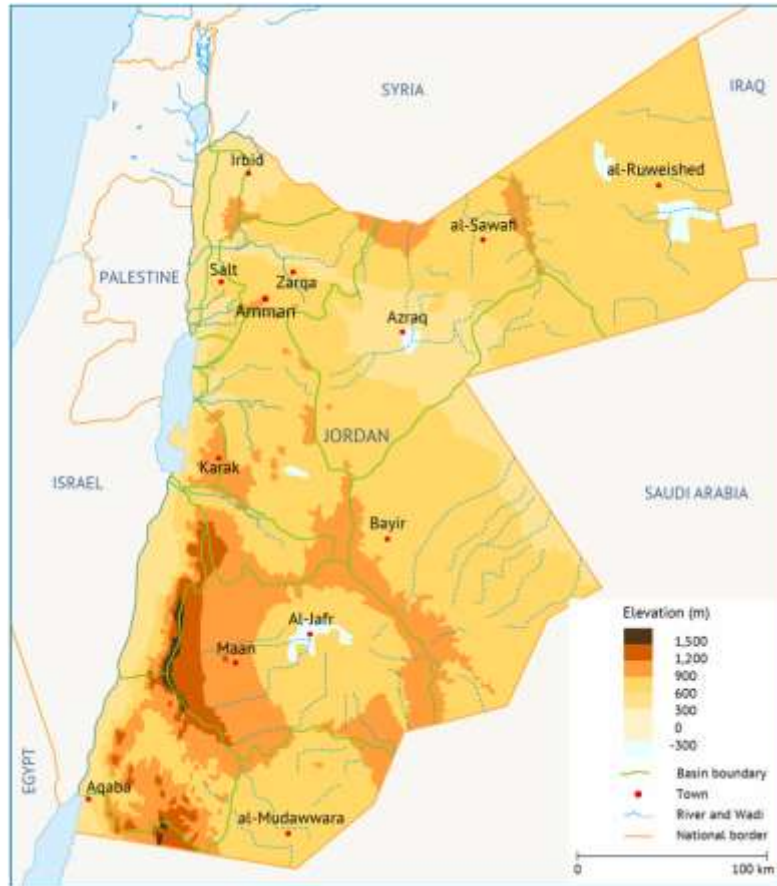 SYRIA
IRAQ
Irbid
al-Ruweished
al-Sawafi
PALESTINE
Salt
Zarqa
Amman
Azraq
JORDAN
Karak
ISRAEL
SAUDI ARABIA
Bayir
Al-Jafr
Maan
EGYPT
Aqaba
al-Mudawwara
Elevation (m)
1,500
1,200
900
600
300
0
-300
Basin boundary
Town
River and Wadi
National border
0 100 km